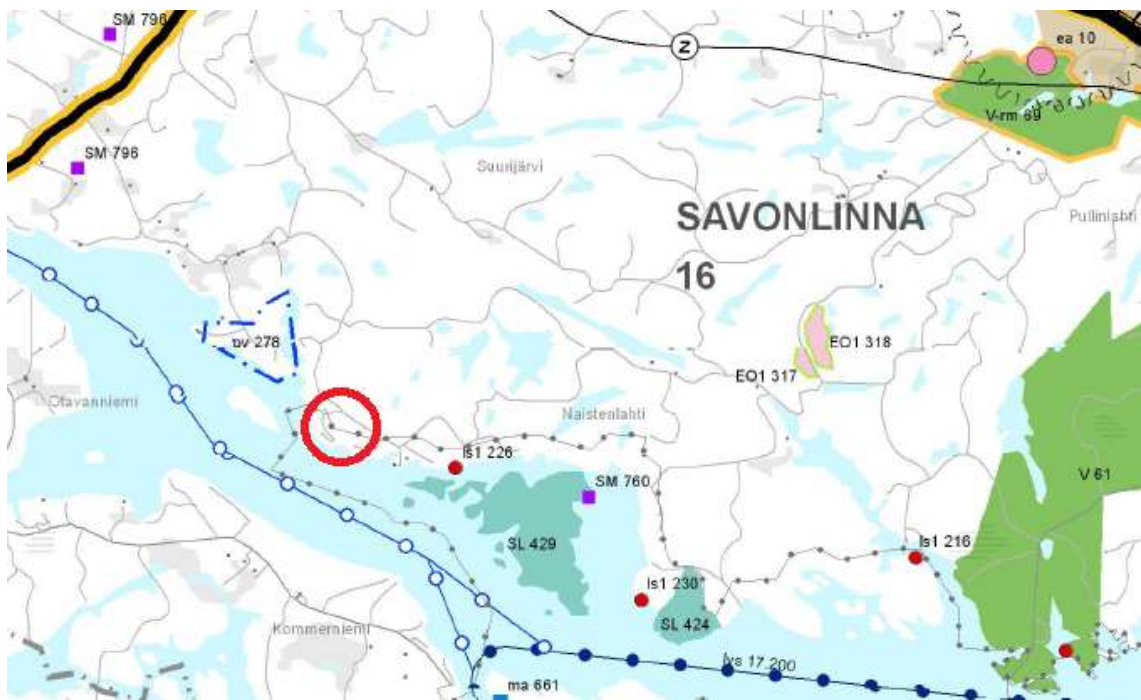 SM 796
ea 10
Z
V-rm 69
SM 796
Suurijärvi
SAVONLINNA
16
Pullinlahti
pv 278
EO1 318
EO1 317
Otavanniemi
Naistenlahti
ls1 226
SM 760
V 61
SL 429
ls1 216
ls1 230
SL 424
Kommerniemi
lvs 17.200
ma 661